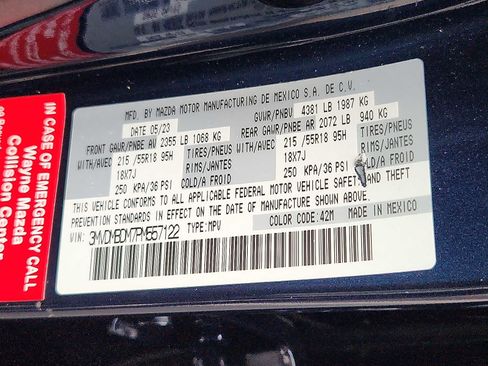 MFD. BY MAZDA MOTOR MANUFACTURING DE MEXICO S.A. DE C.V.
DATE 05/23 GVWR/PNBV 4381 LB 1987 KG
FRONT GAWR/PNBE AV 2355 LB 1068 KG REAR GAWR/PNBE AR 2072 LB 940 KG
WITH/AVEC 215/55R18 95H TIRES/PNEUS WITH/AVEC 215/55R18 95H TIRES/PNEUS
18X7J RIMS/JANTES 18X7J RIMS/JANTES
250 KPA/36 PSI COLD/A FROID 250 KPA/36 PSI COLD/A FROID
THIS VEHICLE CONFORMS TO ALL APPLICABLE FEDERAL MOTOR VEHICLE SAFETY AND THEFT
PREVENTION STANDARDS IN EFFECT ON THE DATE OF MANUFACTURE SHOWN ABOVE.
VIN: 3MVDMBDM7PM557122 TYPE:MPV COLOR CODE:42M MADE IN MEXICO
IN CASE OF EMERGENCY CALL
Wayne Mazda
Collision Center